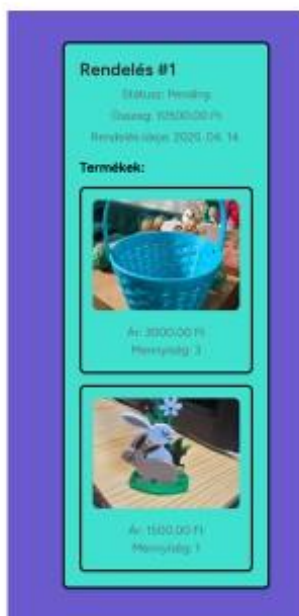 Rendelés #1
Státusz: Pending
Összeg: 10500.00 Ft
Rendelés ideje: 2025. 04. 14.
Termékek:
Ár: 3000.00 Ft
Mennyiség: 3
Ár: 1500.00 Ft
Mennyiség: 1